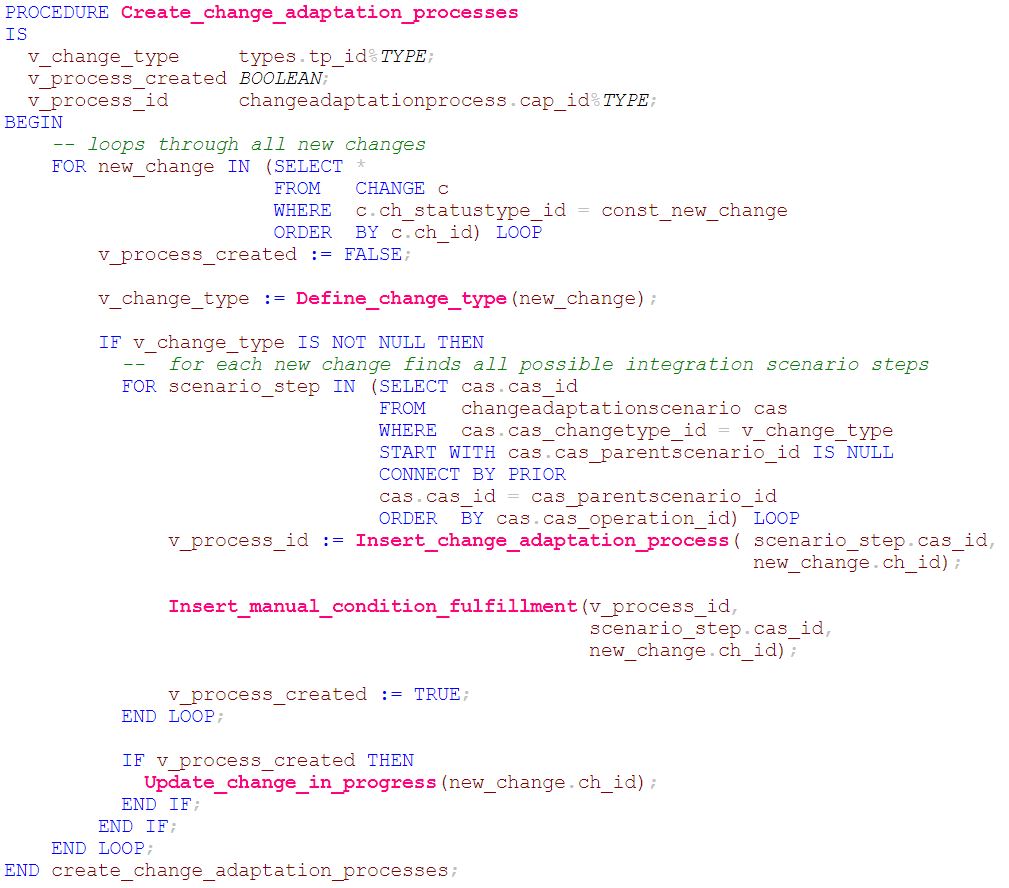 PROCEDURE Create_change_adaptation_processes
IS
  v_change_type     types.tp_id%TYPE;
  v_process_created BOOLEAN;
  v_process_id      changeadaptationprocess.cap_id%TYPE;
BEGIN
    -- loops through all new changes
    FOR new_change IN (SELECT *
                       FROM   CHANGE c
                       WHERE  c.ch_statustype_id = const_new_change
                       ORDER  BY c.ch_id) LOOP
        v_process_created := FALSE;

        v_change_type := Define_change_type(new_change);

        IF v_change_type IS NOT NULL THEN
          --  for each new change finds all possible integration scenario steps
          FOR scenario_step IN (SELECT cas.cas_id
                                FROM   changeadaptationscenario cas
                                WHERE  cas.cas_changetype_id = v_change_type
                                START WITH cas.cas_parentscenario_id IS NULL
                                CONNECT BY PRIOR
                                cas.cas_id = cas_parentscenario_id
                                ORDER  BY cas.cas_operation_id) LOOP
              v_process_id := Insert_change_adaptation_process( scenario_step.cas_id,
                                                                new_change.ch_id);

              Insert_manual_condition_fulfillment(v_process_id,
                                                  scenario_step.cas_id,
                                                  new_change.ch_id);

              v_process_created := TRUE;
          END LOOP;

          IF v_process_created THEN
            Update_change_in_progress(new_change.ch_id);
          END IF;
        END IF;
    END LOOP;
END create_change_adaptation_processes;